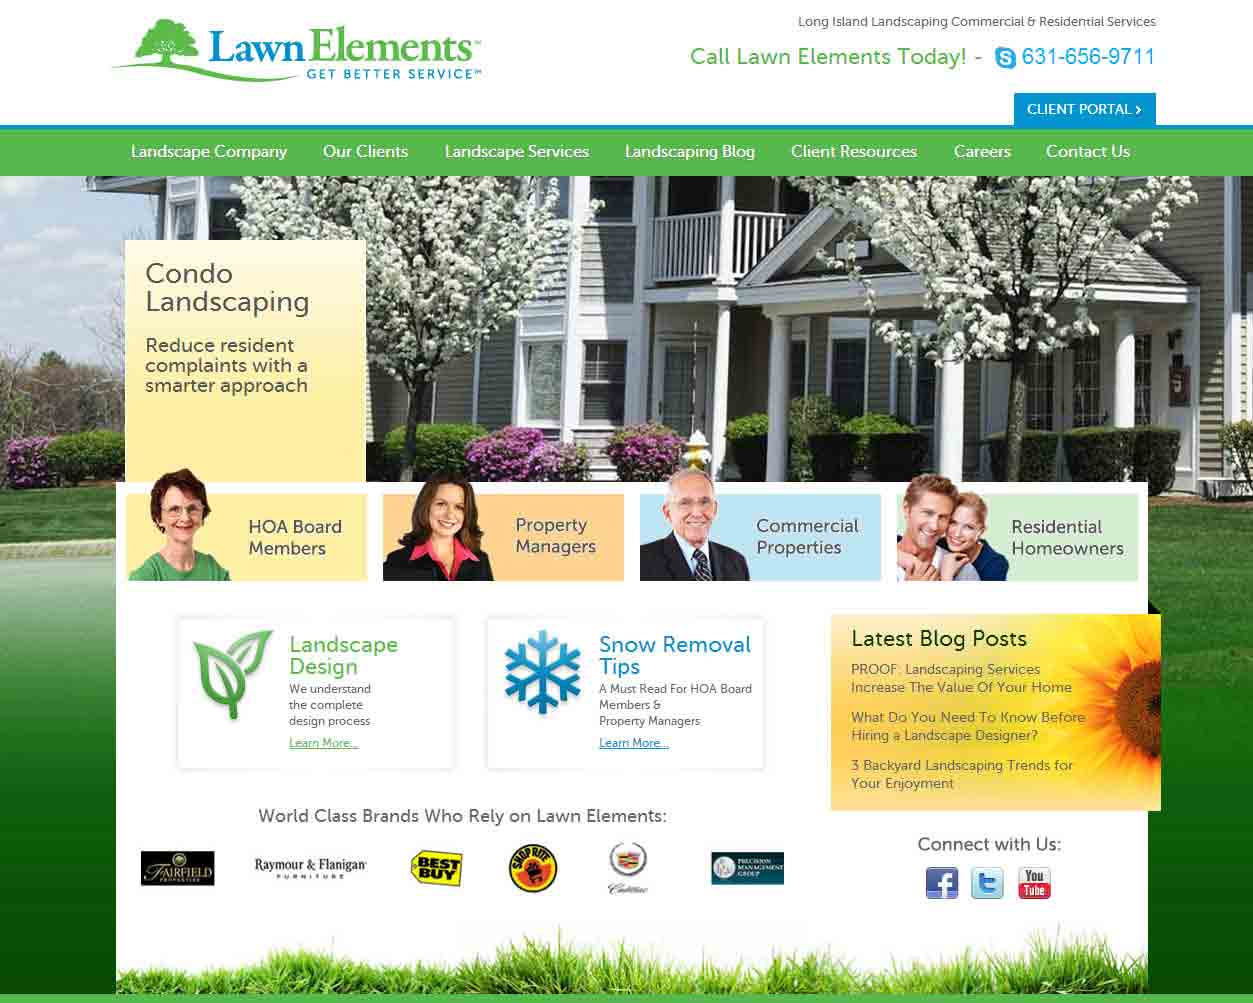 Lawn Elements™
GET BETTER SERVICE℠
Long Island Landscaping Commercial & Residential Services
Call Lawn Elements Today! - 631-656-9711
CLIENT PORTAL ›
Landscape Company Our Clients Landscape Services Landscaping Blog Client Resources Careers Contact Us
Condo
Landscaping
Reduce resident
complaints with a
smarter approach
HOA Board
Members
Property
Managers
Commercial
Properties
Residential
Homeowners
Landscape
Design
We understand
the complete
design process
Learn More...
Snow Removal
Tips
A Must Read For HOA Board
Members &
Property Managers
Learn More...
Latest Blog Posts
PROOF: Landscaping Services
Increase The Value Of Your Home
What Do You Need To Know Before
Hiring a Landscape Designer?
3 Backyard Landscaping Trends for
Your Enjoyment
World Class Brands Who Rely on Lawn Elements:
FAIRFIELD
PROPERTIES
Raymour & Flanigan
FURNITURE
BEST
BUY
SHOPRITE
Cadillac
PRECISION
MANAGEMENT
GROUP
Connect with Us:
You
Tube